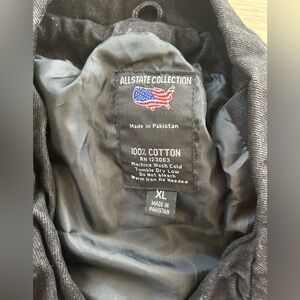 ALLSTATE COLLECTION
Made in Pakistan
100% COTTON
RN 123063
Machine Wash Cold
Tumble Dry Low
Do Not Bleach
Warm Iron As Needed
XL
MADE IN
PAKISTAN